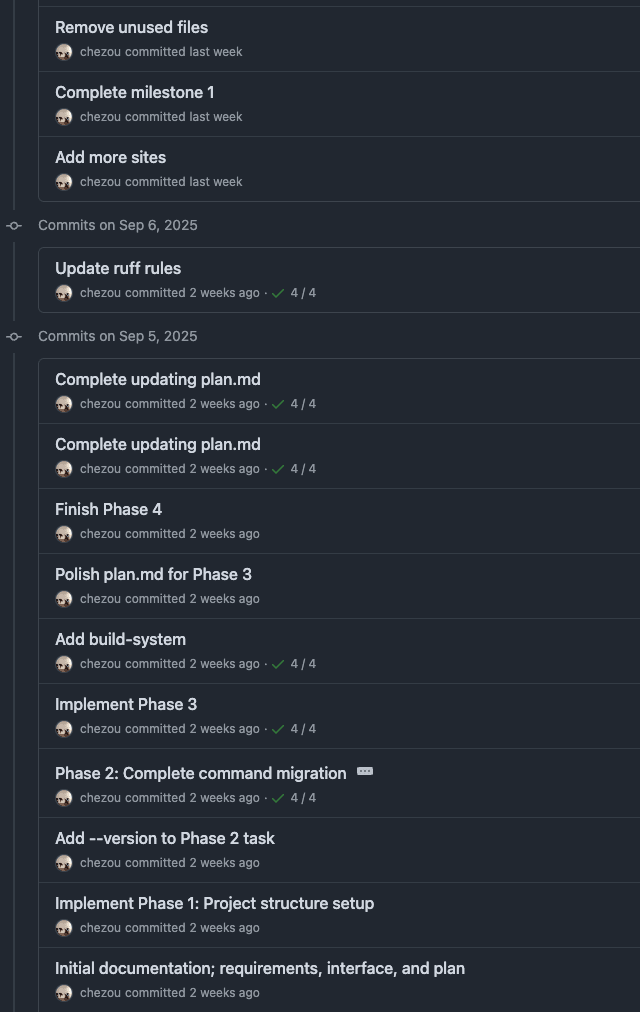 Remove unused files
chezou committed last week
Complete milestone 1
chezou committed last week
Add more sites
chezou committed last week
Commits on Sep 6, 2025
Update ruff rules
chezou committed 2 weeks ago · ✓ 4 / 4
Commits on Sep 5, 2025
Complete updating plan.md
chezou committed 2 weeks ago · ✓ 4 / 4
Complete updating plan.md
chezou committed 2 weeks ago · ✓ 4 / 4
Finish Phase 4
chezou committed 2 weeks ago
Polish plan.md for Phase 3
chezou committed 2 weeks ago
Add build-system
chezou committed 2 weeks ago · ✓ 4 / 4
Implement Phase 3
chezou committed 2 weeks ago · ✓ 4 / 4
Phase 2: Complete command migration ...
chezou committed 2 weeks ago · ✓ 4 / 4
Add --version to Phase 2 task
chezou committed 2 weeks ago
Implement Phase 1: Project structure setup
chezou committed 2 weeks ago
Initial documentation; requirements, interface, and plan
chezou committed 2 weeks ago